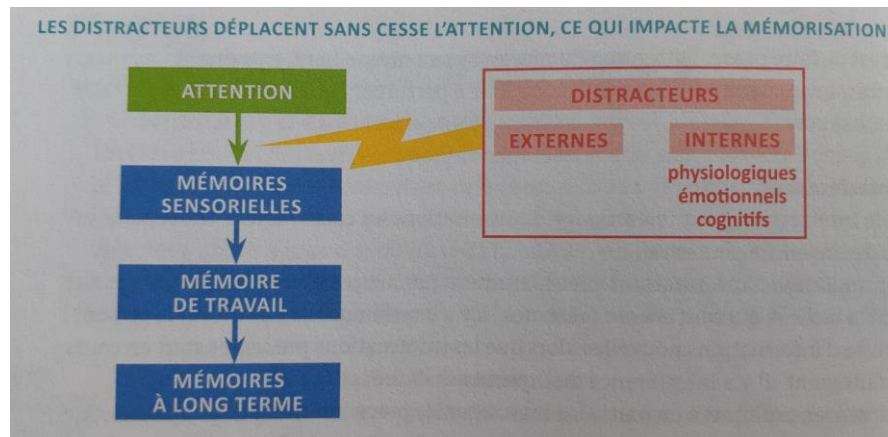 LES DISTRACTEURS DÉPLACENT SANS CESSE L'ATTENTION, CE QUI IMPACTE LA MÉMORISATION
ATTENTION
DISTRACTEURS
EXTERNES
INTERNES
physiologiques
émotionnels
cognitifs
MÉMOIRES
SENSORIELLES
MÉMOIRE
DE TRAVAIL
MÉMOIRES
À LONG TERME